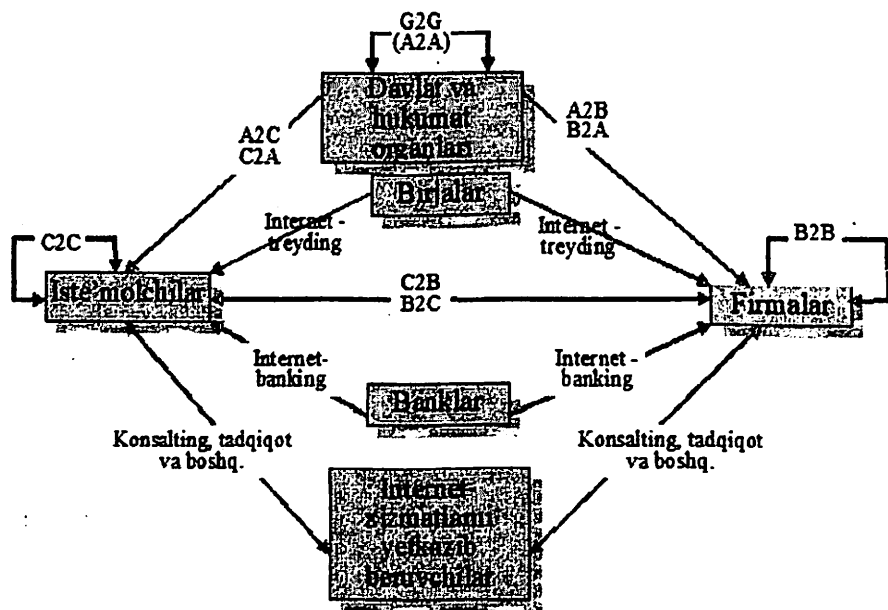 G2G
(A2A)
Davlat va
hukumat
organlari
A2C
C2A
A2B
B2A
Birjalar
Internet -
treyding
Internet -
treyding
C2C
B2B
Iste'molchilar
C2B
B2C
Firmalar
Internet-
banking
Internet -
banking
Banklar
Konsalting, tadqiqot
va boshq.
Konsalting, tadqiqot
va boshq.
Internet
xizmatlarni
yetkazib
beruvchilar